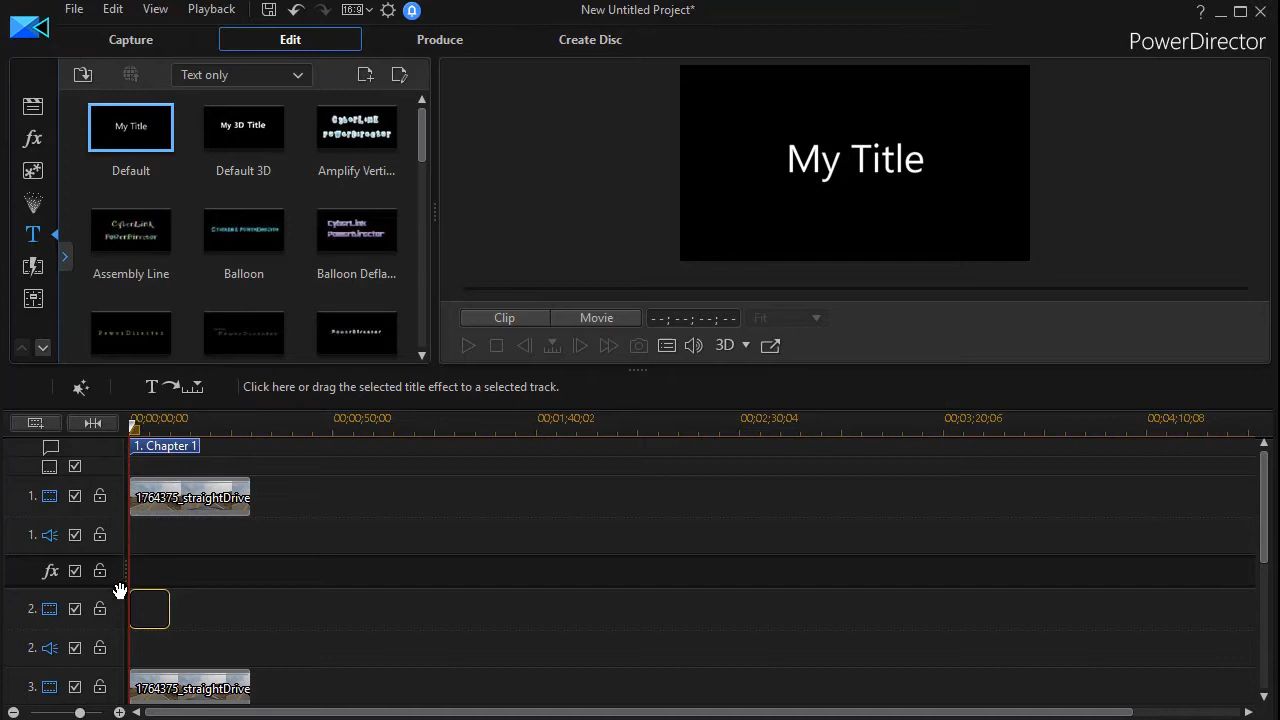 File
Edit
View
Playback
16:9
New Untitled Project*
?
Capture
Edit
Produce
Create Disc
PowerDirector
Text only
My Title
My 3D Title
CyberLink
PowerDirector
Default
Default 3D
Amplify Verti...
CyberLink
PowerDirector
CyberLink PowerDirector
CyberLink
PowerDirector
Assembly Line
Balloon
Balloon Defla...
PowerDirector
PowerDirector
PowerDirector
My Title
Clip
Movie
--;--;--;--
Fit
3D
fx
T
T
Click here or drag the selected title effect to a selected track.
00;00;00;00
00;00;50;00
00;01;40;02
00;02;30;04
00;03;20;06
00;04;10;08
1. Chapter 1
1.
1764375_straightDrive
1.
fx
2.
2.
3.
1764375_straightDrive